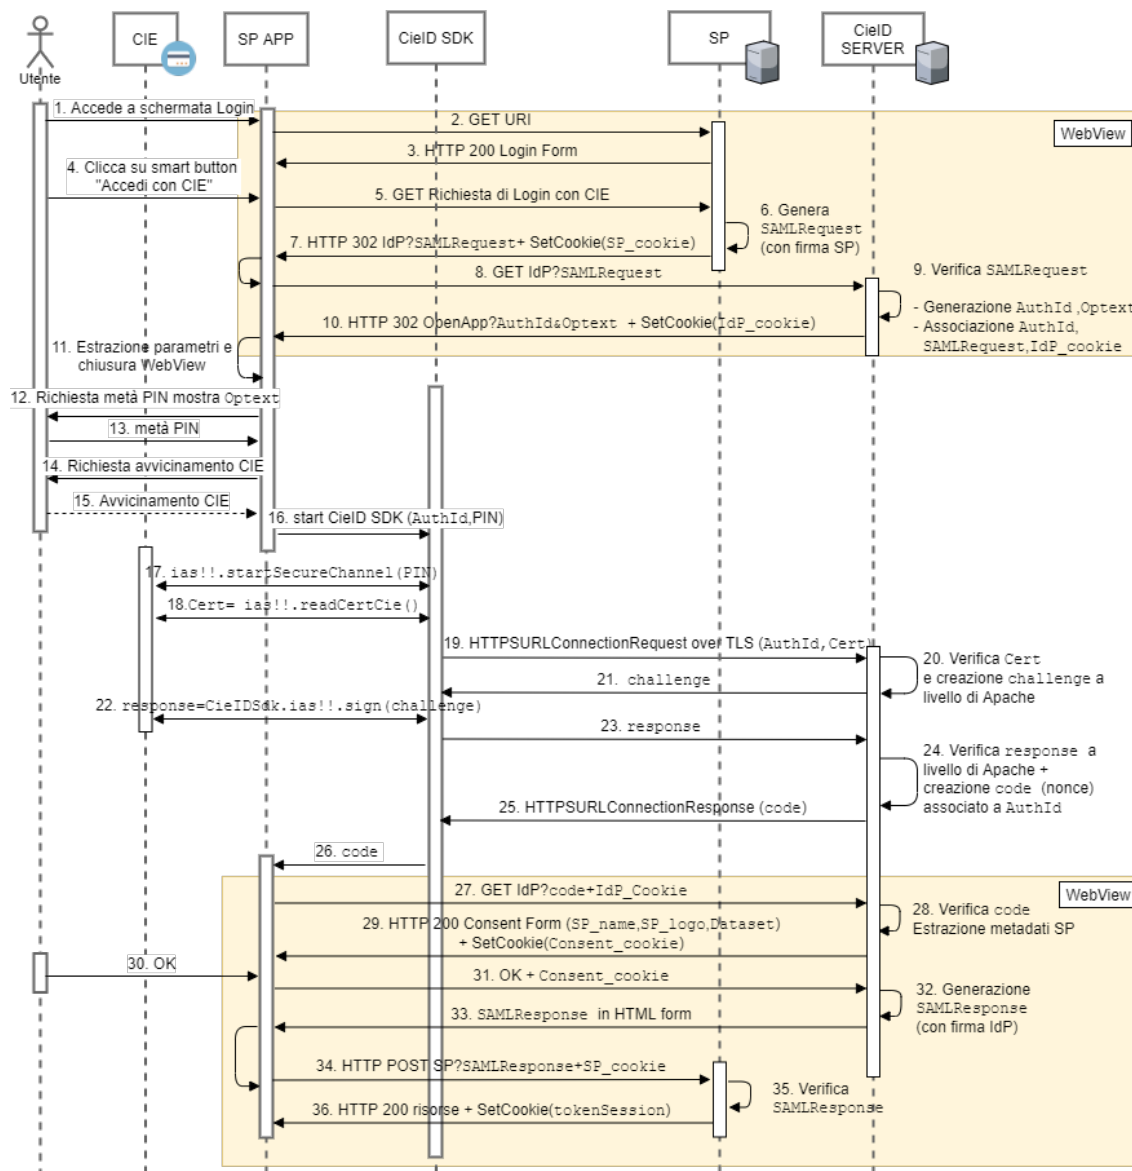 CIE
SP APP
CieID SDK
SP
CieID
SERVER
Utente
1. Accede a schermata Login
WebView
2. GET URI
3. HTTP 200 Login Form
4. Clicca su smart button
"Accedi con CIE"
5. GET Richiesta di Login con CIE
6. Genera
SAMLRequest
(con firma SP)
7. HTTP 302 IdP?SAMLRequest+ SetCookie(SP_cookie)
8. GET IdP?SAMLRequest
9. Verifica SAMLRequest
- Generazione AuthId ,Optext
- Associazione AuthId,
SAMLRequest,IdP_cookie
10. HTTP 302 OpenApp?AuthId&Optext + SetCookie(IdP_cookie)
11. Estrazione parametri e
chiusura WebView
12. Richiesta metà PIN mostra Optext
13. metà PIN
14. Richiesta avvicinamento CIE
15. Avvicinamento CIE
16. start CieID SDK (AuthId,PIN)
17. ias!!.startSecureChannel(PIN)
18.Cert= ias!!.readCertCie()
19. HTTPSURLConnectionRequest over TLS (AuthId,Cert)
20. Verifica Cert
e creazione challenge a
livello di Apache
21. challenge
22. response=CieIDSdk.ias!!.sign(challenge)
23. response
24. Verifica response a
livello di Apache +
creazione code (nonce)
associato a AuthId
25. HTTPSURLConnectionResponse (code)
26. code
WebView
27. GET IdP?code+IdP_Cookie
28. Verifica code
Estrazione metadati SP
29. HTTP 200 Consent Form (SP_name,SP_logo,Dataset)
+ SetCookie(Consent_cookie)
30. OK
31. OK + Consent_cookie
32. Generazione
SAMLResponse
(con firma IdP)
33. SAMLResponse in HTML form
34. HTTP POST SP?SAMLResponse+SP_cookie
35. Verifica
SAMLResponse
36. HTTP 200 risorse + SetCookie(tokenSession)